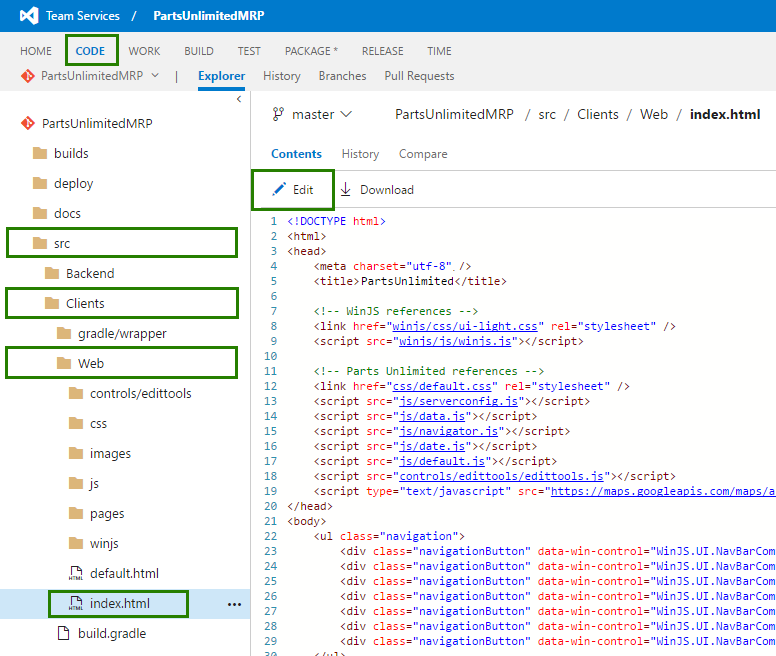 Team Services / PartsUnlimitedMRP
HOME CODE WORK BUILD TEST PACKAGE * RELEASE TIME
PartsUnlimitedMRP | Explorer History Branches Pull Requests
PartsUnlimitedMRP
builds
deploy
docs
src
Backend
Clients
gradle/wrapper
Web
controls/edittools
css
images
js
pages
winjs
default.html
index.html ...
build.gradle
master PartsUnlimitedMRP / src / Clients / Web / index.html
Contents History Compare
Edit Download
1 <!DOCTYPE html>
2 <html>
3 <head>
4 <meta charset="utf-8" />
5 <title>PartsUnlimited</title>
6
7 <!-- WinJS references -->
8 <link href="winjs/css/ui-light.css" rel="stylesheet" />
9 <script src="winjs/js/winjs.js"></script>
10
11 <!-- Parts Unlimited references -->
12 <link href="css/default.css" rel="stylesheet" />
13 <script src="js/serverconfig.js"></script>
14 <script src="js/data.js"></script>
15 <script src="js/navigator.js"></script>
16 <script src="js/date.js"></script>
17 <script src="js/default.js"></script>
18 <script src="controls/edittools/edittools.js"></script>
19 <script type="text/javascript" src="https://maps.googleapis.com/maps/a
20 </head>
21 <body>
22 <ul class="navigation">
23 <div class="navigationButton" data-win-control="WinJS.UI.NavBarCom
24 <div class="navigationButton" data-win-control="WinJS.UI.NavBarCom
25 <div class="navigationButton" data-win-control="WinJS.UI.NavBarCom
26 <div class="navigationButton" data-win-control="WinJS.UI.NavBarCom
27 <div class="navigationButton" data-win-control="WinJS.UI.NavBarCom
28 <div class="navigationButton" data-win-control="WinJS.UI.NavBarCom
29 <div class="navigationButton" data-win-control="WinJS.UI.NavBarCom
30 </ul>